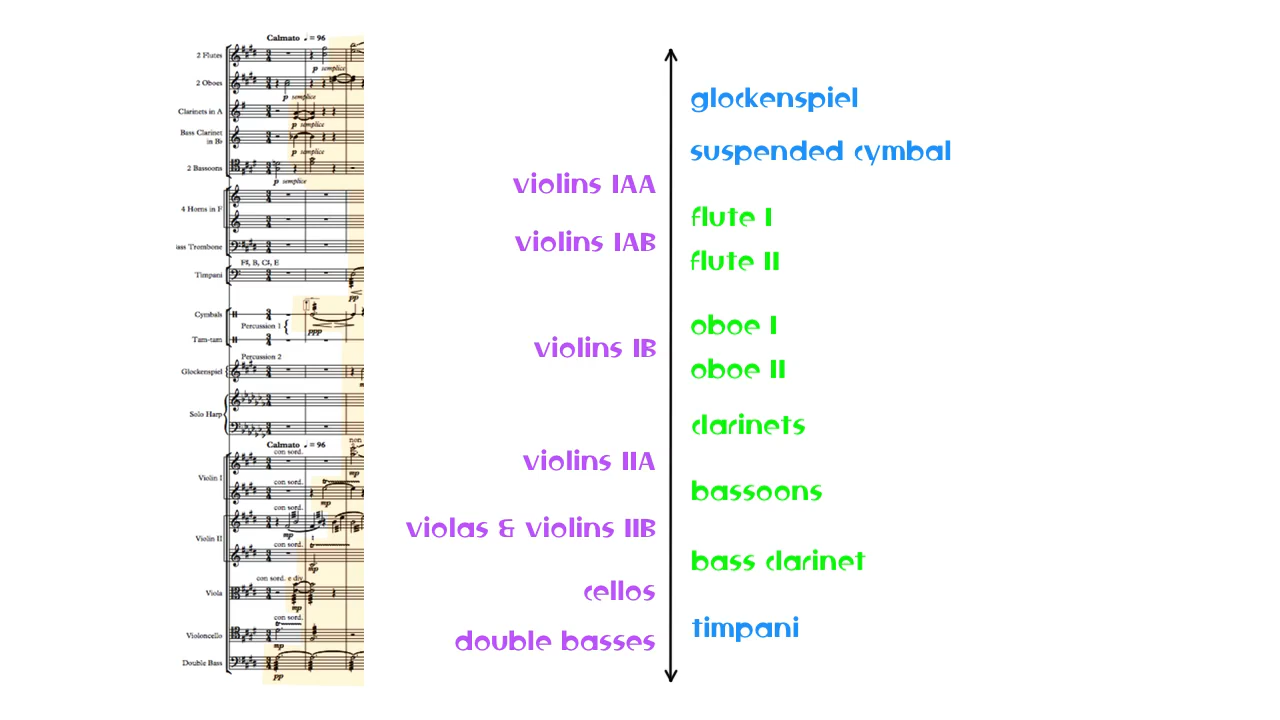 Calmato ♩ = 96
2 Flutes
p semplice
2 Oboes
p semplice
Clarinets in A
p semplice
Bass Clarinet
in B♭
p semplice
2 Bassoons
p semplice
4 Horns in F
ass Trombone
F♯, B, C♯, E
Timpani
pp
Cymbals
Percussion 1
ppp
Tam-tam
Percussion 2
Glockenspiel
Solo Harp
Calmato ♩ = 96
non
con sord.
Violin I
mp
con sord.
mp
con sord.
Violin II
mp
con sord.
mp
con sord. e div.
Viola
mp
con sord.
Violoncello
mp
Double Bass
pp
violins IAA
violins IAB
violins IB
violins IIA
violas & violins IIB
cellos
double basses
glockenspiel
suspended cymbal
flute I
flute II
oboe I
oboe II
clarinets
bassoons
bass clarinet
timpani